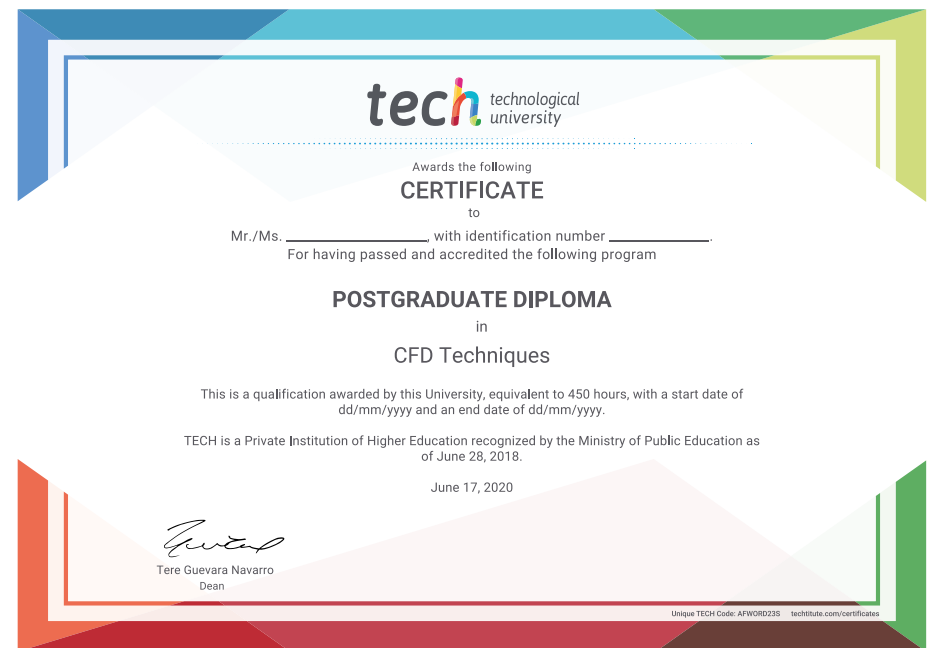 tech technological
university
Awards the following
CERTIFICATE
to
Mr./Ms. ____________, with identification number ____________.
For having passed and accredited the following program
POSTGRADUATE DIPLOMA
in
CFD Techniques
This is a qualification awarded by this University, equivalent to 450 hours, with a start date of
dd/mm/yyyy and an end date of dd/mm/yyyy.
TECH is a Private Institution of Higher Education recognized by the Ministry of Public Education as
of June 28, 2018.
June 17, 2020
Tere Guevara Navarro
Dean
Unique TECH Code: AFWORD23S techtitute.com/certificates